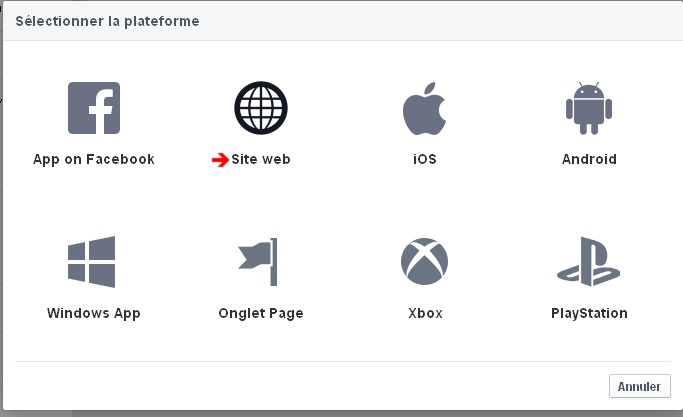 Sélectionner la plateforme
App on Facebook
Site web
iOS
Android
Windows App
Onglet Page
Xbox
PlayStation
Annuler